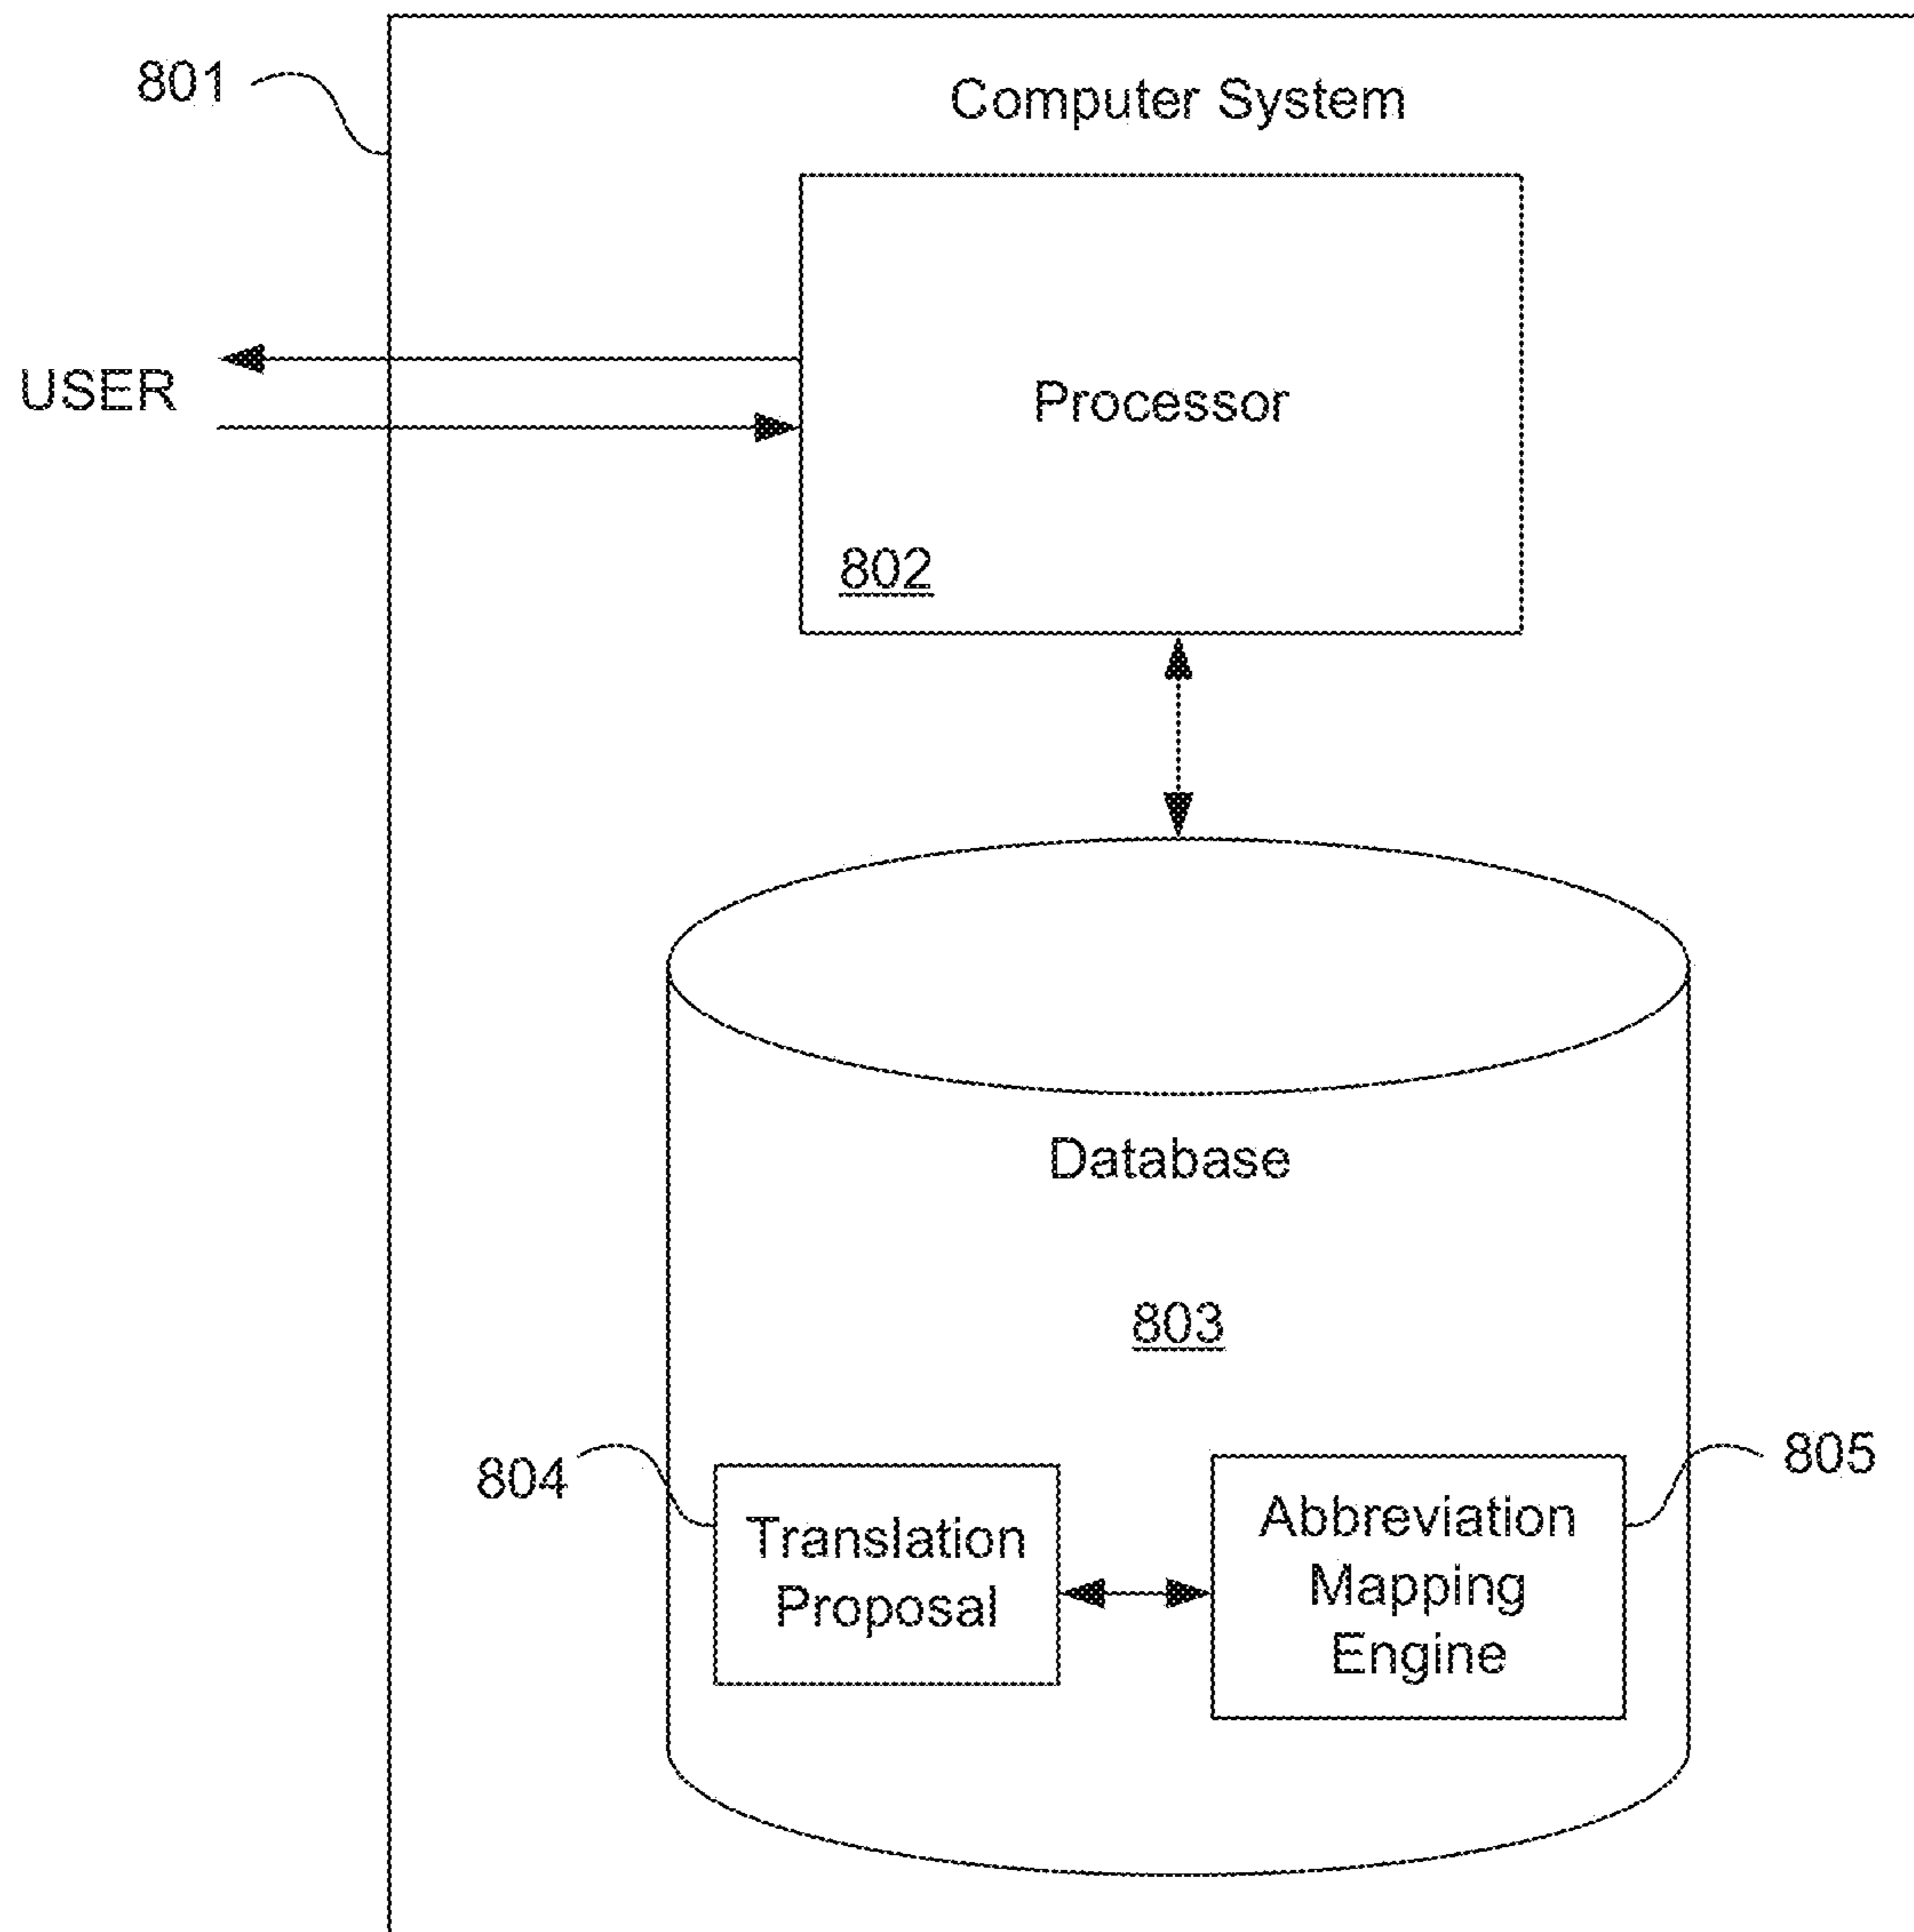 801
Computer System
USER
Processor
802
Database
803
804
Translation
Proposal
Abbreviation
Mapping
Engine
805